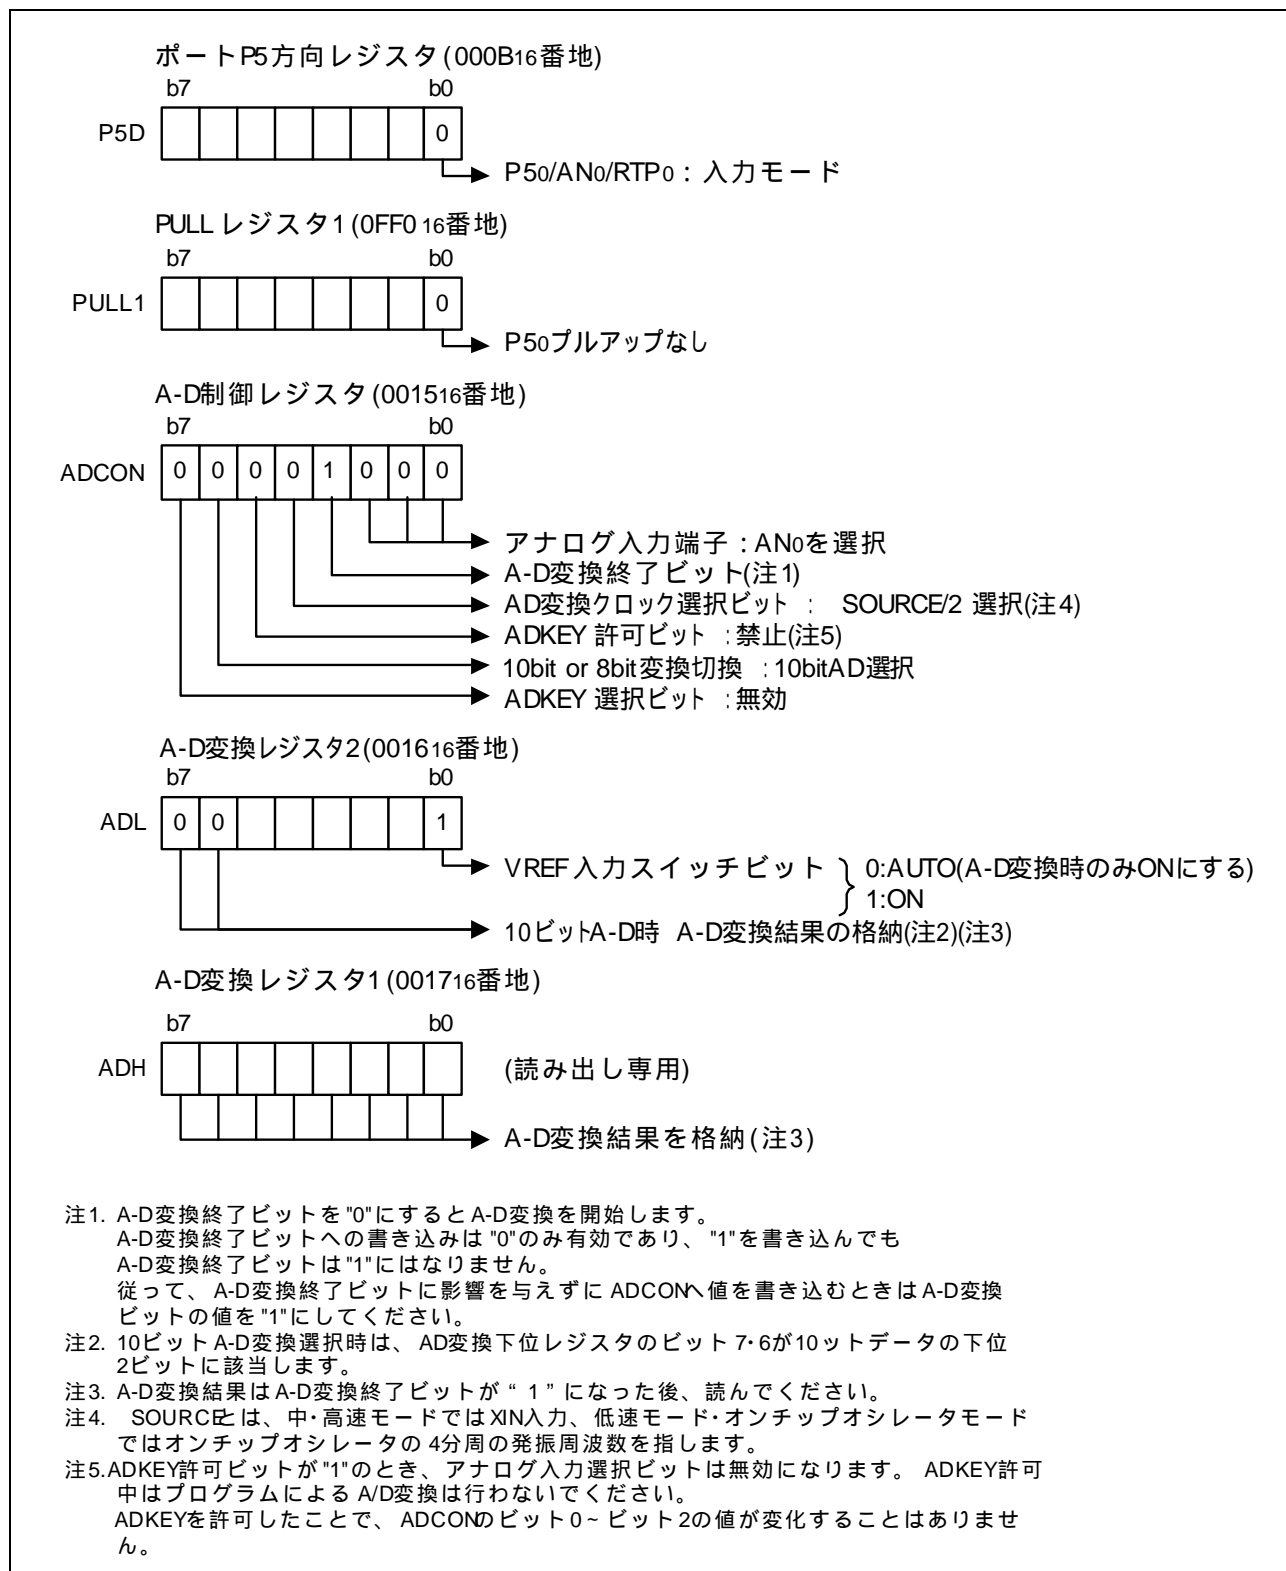 ポートP5方向レジスタ(000B16番地)
b7 b0
P5D 0
P50/AN0/RTP0 : 入力モード
PULL レジスタ1 (0FF0 16番地)
b7 b0
PULL1 0
P50プルアップなし
A-D制御レジスタ (001516番地)
b7 b0
ADCON 0 0 0 0 1 0 0 0
アナログ入力端子 : AN0を選択
A-D変換終了ビット(注1)
AD変換クロック選択ビット : SOURCE/2 選択(注4)
ADKEY 許可ビット : 禁止(注5)
10bit or 8bit変換切換 : 10bitAD選択
ADKEY 選択ビット : 無効
A-D変換レジスタ2(001616番地)
b7 b0
ADL 0 0 1
VREF入力スイッチビット } 0:AUTO(A-D変換時のみONにする)
1:ON
10ビットA-D時 A-D変換結果の格納(注2)(注3)
A-D変換レジスタ1 (001716番地)
b7 b0
ADH (読み出し専用)
A-D変換結果を格納(注3)
注1. A-D変換終了ビットを"0"にするとA-D変換を開始します。
A-D変換終了ビットへの書き込みは"0"のみ有効であり、"1"を書き込んでも
A-D変換終了ビットは"1"にはなりません。
従って、A-D変換終了ビットに影響を与えずに ADCONへ値を書き込むときはA-D変換
ビットの値を"1"にしてください。
注2. 10ビットA-D変換選択時は、AD変換下位レジスタのビット 7・6が10ットデータの下位
2ビットに該当します。
注3. A-D変換結果はA-D変換終了ビットが“ 1 ”になった後、読んでください。
注4. SOURCEとは、中・高速モードではXIN入力、低速モード・オンチップオシレータモード
ではオンチップオシレータの 4分周の発振周波数を指します。
注5.ADKEY許可ビットが"1"のとき、アナログ入力選択ビットは無効になります。 ADKEY許可
中はプログラムによる A/D変換は行わないでください。
ADKEYを許可したことで、ADCONのビット0~ビット2の値が変化することはありませ
ん。